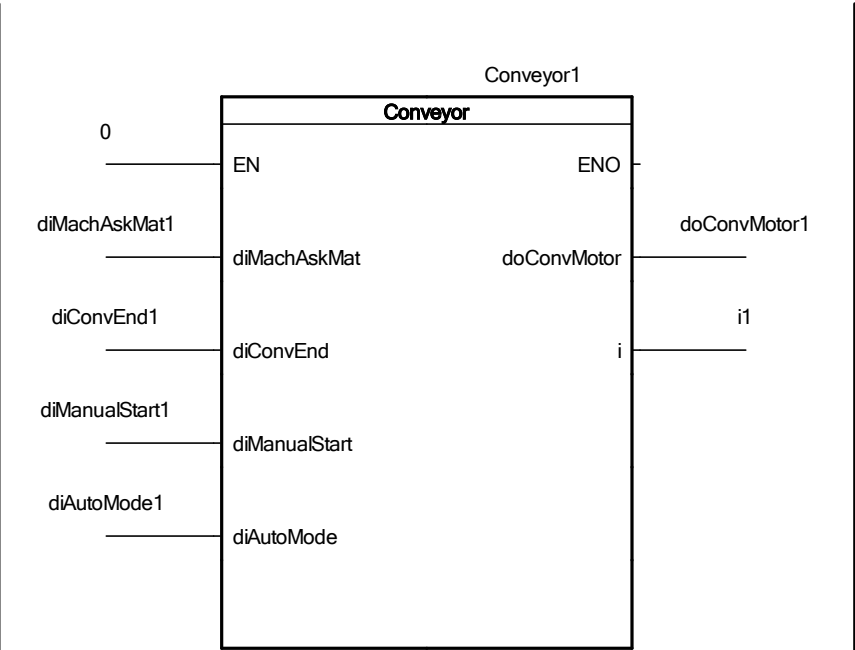 Conveyor1
Conveyor
0
EN
ENO
diMachAskMat1
doConvMotor1
diMachAskMat
doConvMotor
diConvEnd1
i1
diConvEnd
i
diManualStart1
diManualStart
diAutoMode1
diAutoMode